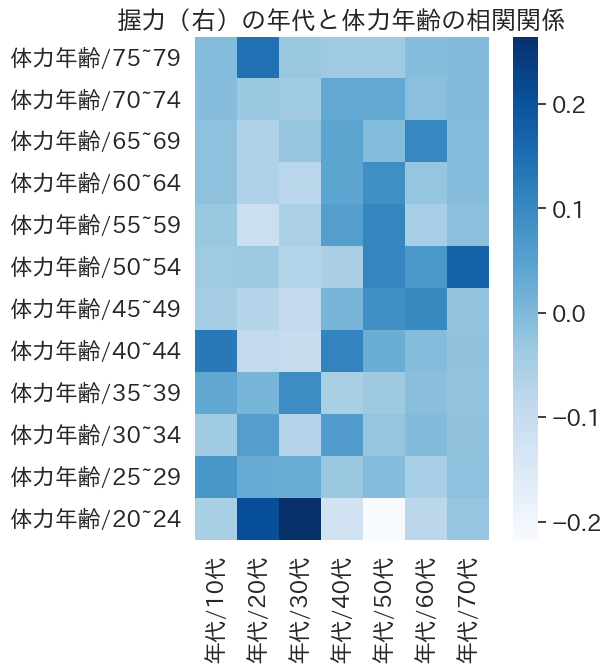 握力（右）の年代と体力年齢の相関関係
体力年齢/75~79
体力年齢/70~74
体力年齢/65~69
体力年齢/60~64
体力年齢/55~59
体力年齢/50~54
体力年齢/45~49
体力年齢/40~44
体力年齢/35~39
体力年齢/30~34
体力年齢/25~29
体力年齢/20~24
年代/10代
年代/20代
年代/30代
年代/40代
年代/50代
年代/60代
年代/70代
0.2
0.1
0.0
−0.1
−0.2